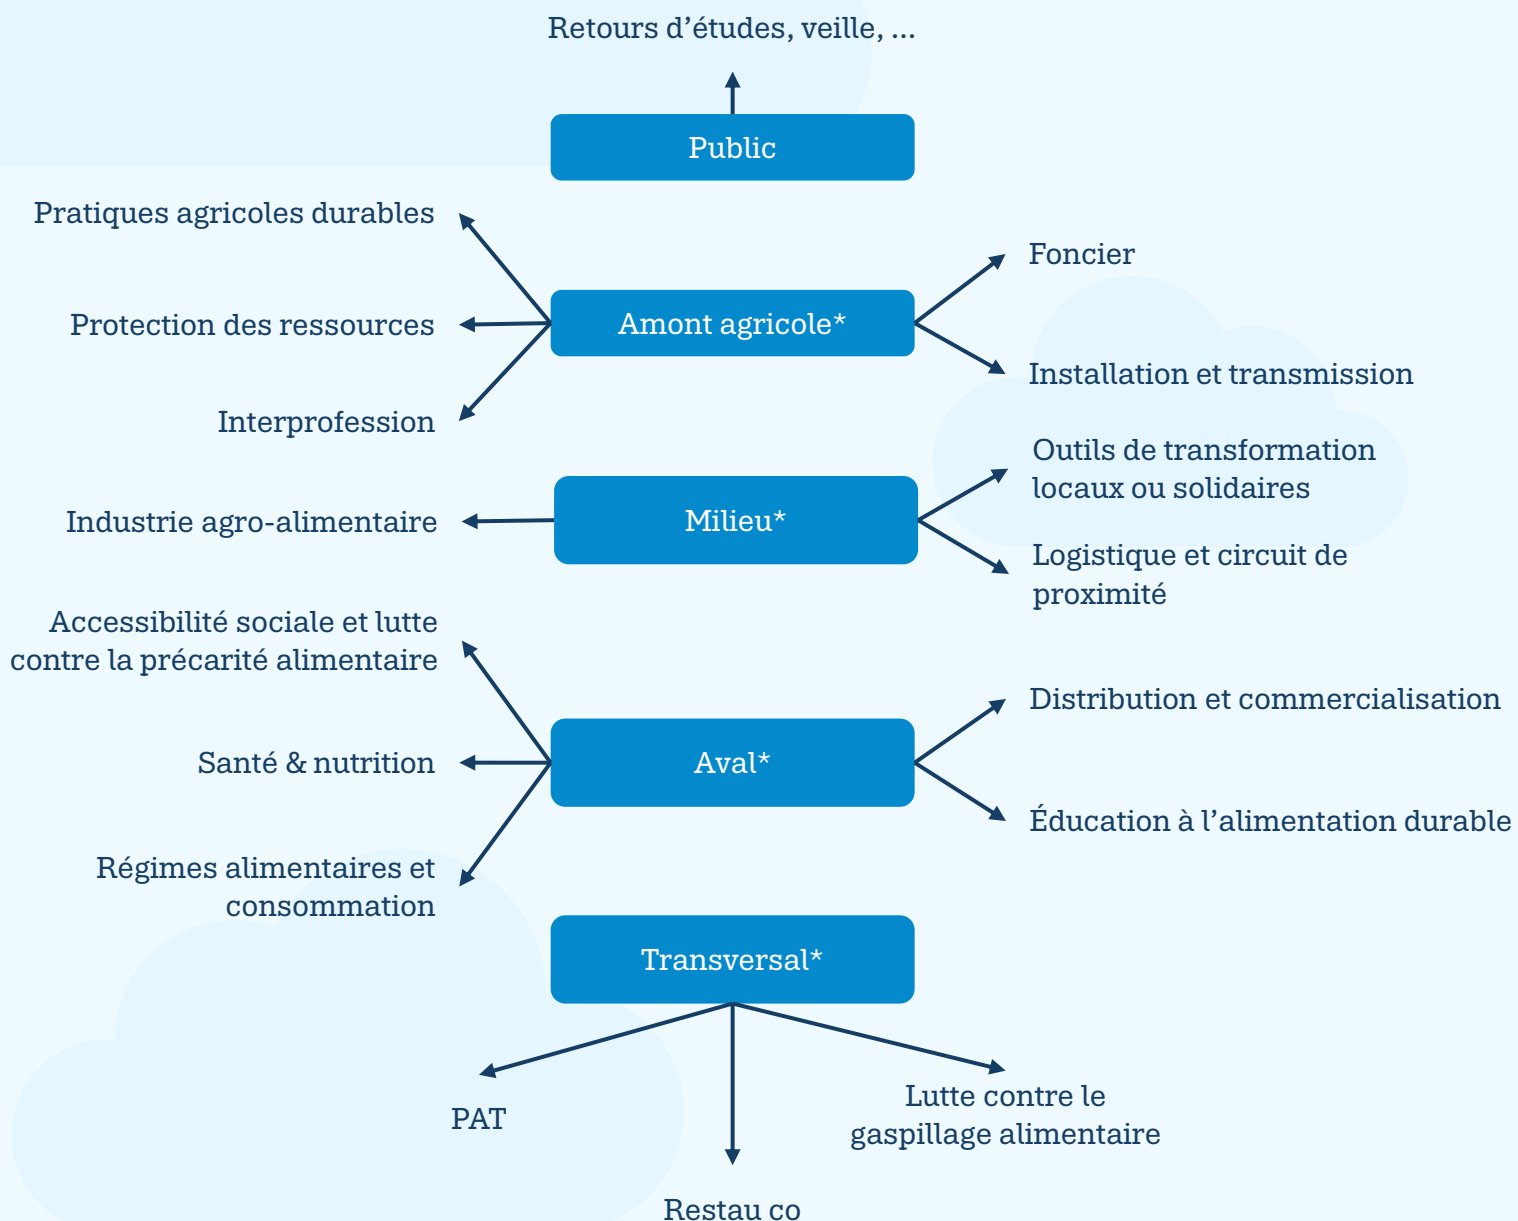 Retours d’études, veille, ...
Public
Pratiques agricoles durables
Foncier
Protection des ressources
Amont agricole*
Installation et transmission
Interprofession
Outils de transformation
locaux ou solidaires
Industrie agro-alimentaire
Milieu*
Logistique et circuit de
proximité
Accessibilité sociale et lutte
contre la précarité alimentaire
Distribution et commercialisation
Santé & nutrition
Aval*
Éducation à l’alimentation durable
Régimes alimentaires et
consommation
Transversal*
PAT
Lutte contre le
gaspillage alimentaire
Restau co